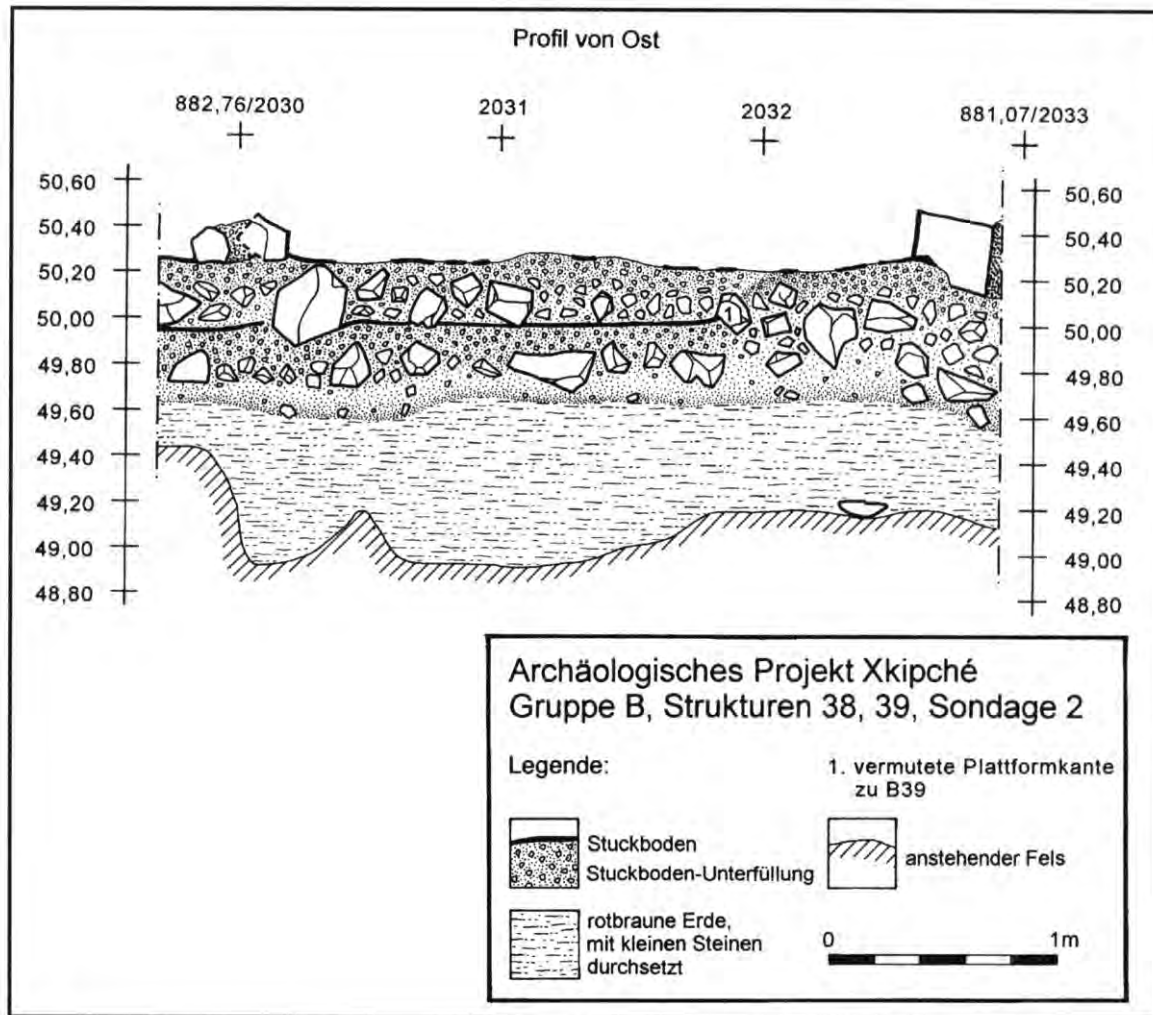 Profil von Ost
882,76/2030
2031
2032
881,07/2033
50,60
50,40
50,20
50,00
49,80
49,60
49,40
49,20
49,00
48,80
50,60
50,40
50,20
50,00
49,80
49,60
49,40
49,20
49,00
48,80
1
Archäologisches Projekt Xkipché
Gruppe B, Strukturen 38, 39, Sondage 2
Legende:
Stuckboden
Stuckboden-Unterfüllung
rotbraune Erde,
mit kleinen Steinen
durchsetzt
1. vermutete Plattformkante
zu B39
anstehender Fels
0 1m